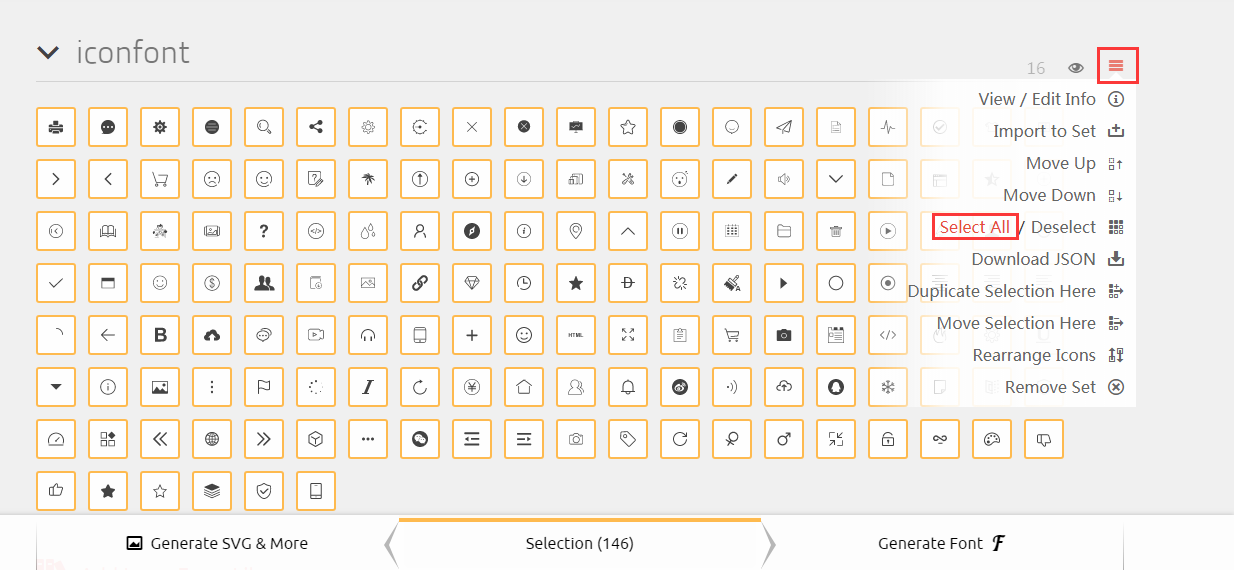 iconfont
16
View / Edit Info
Import to Set
Move Up
Move Down
Select All / Deselect
Download JSON
Duplicate Selection Here
Move Selection Here
Rearrange Icons
Remove Set
HTML
Generate SVG & More
Selection (146)
Generate Font